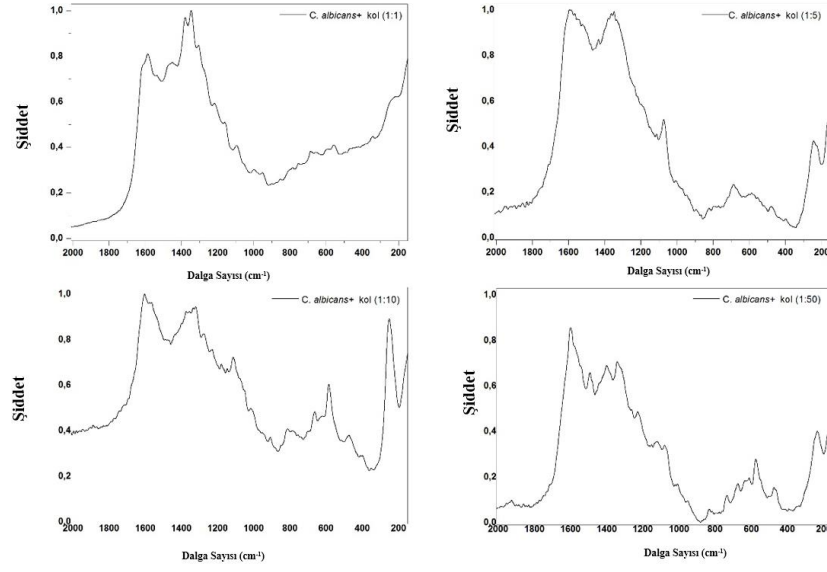 C. albicans+ kol (1:1)
Şiddet
1,0
0,8
0,6
0,4
0,2
0,0
2000 1800 1600 1400 1200 1000 800 600 400 200
Dalga Sayısı (cm-1)
C. albicans+ kol (1:5)
Şiddet
1,0
0,8
0,6
0,4
0,2
0,0
2000 1800 1600 1400 1200 1000 800 600 400 200
Dalga Sayısı (cm-1)
C. albicans+ kol (1:10)
Şiddet
1,0
0,8
0,6
0,4
0,2
0,0
2000 1800 1600 1400 1200 1000 800 600 400 200
Dalga Sayısı (cm-1)
C. albicans+ kol (1:50)
Şiddet
1,0
0,8
0,6
0,4
0,2
0,0
2000 1800 1600 1400 1200 1000 800 600 400 200
Dalga Sayısı (cm-1)